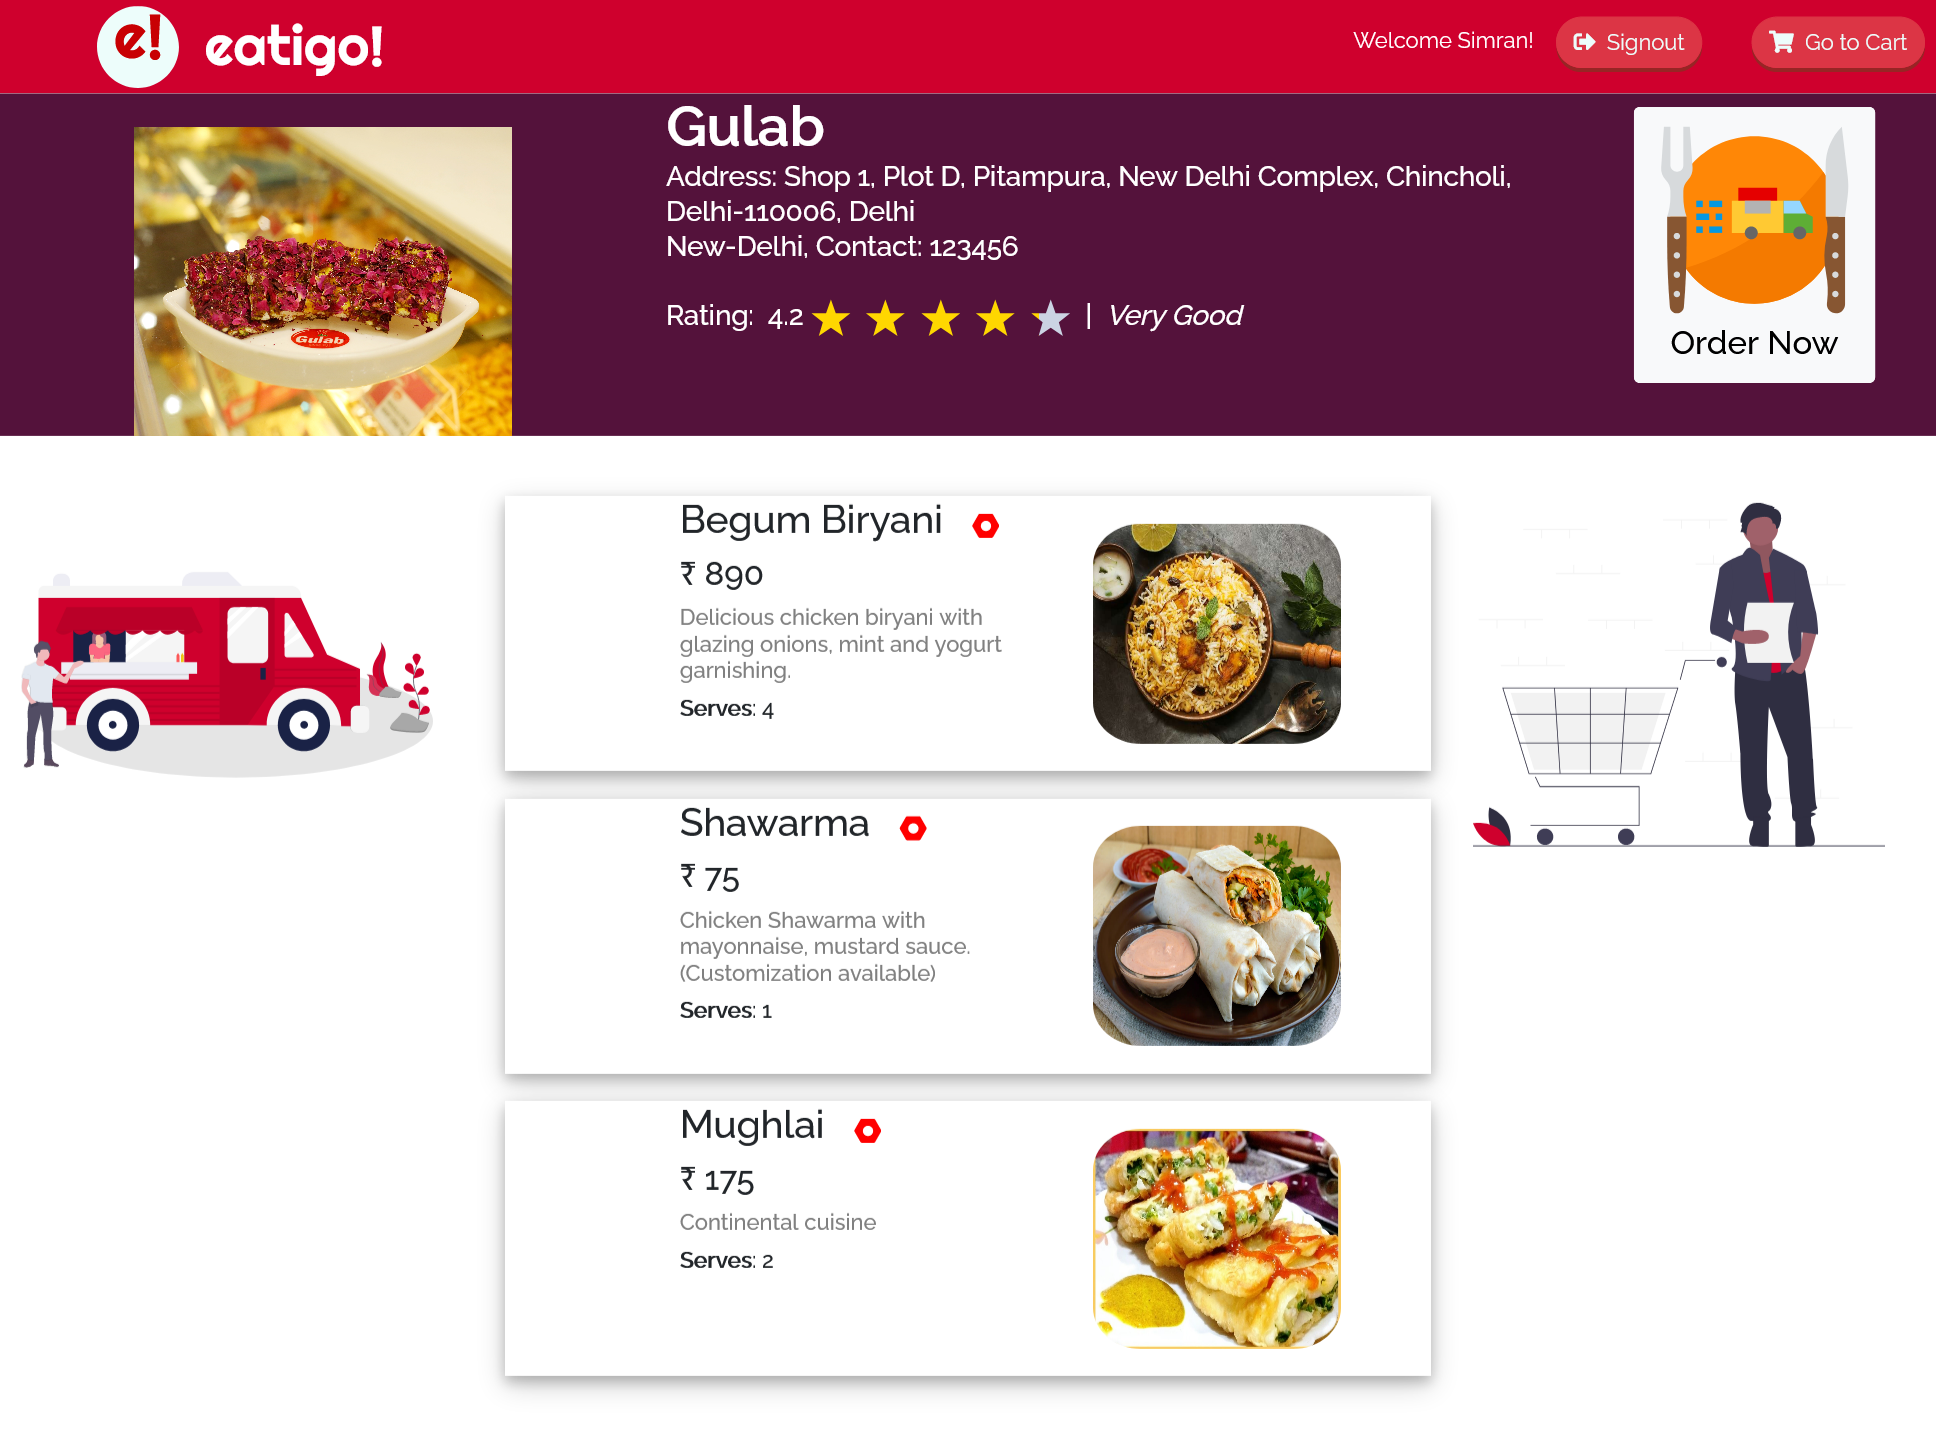 e! eatigo!
Welcome Simran!
Signout
Go to Cart
Gulab
Address: Shop 1, Plot D, Pitampura, New Delhi Complex, Chincholi,
Delhi-110006, Delhi
New-Delhi, Contact: 123456
Rating: 4.2 | Very Good
Gulab
Order Now
Begum Biryani
₹ 890
Delicious chicken biryani with
glazing onions, mint and yogurt
garnishing.
Serves: 4
Shawarma
₹ 75
Chicken Shawarma with
mayonnaise, mustard sauce.
(Customization available)
Serves: 1
Mughlai
₹ 175
Continental cuisine
Serves: 2